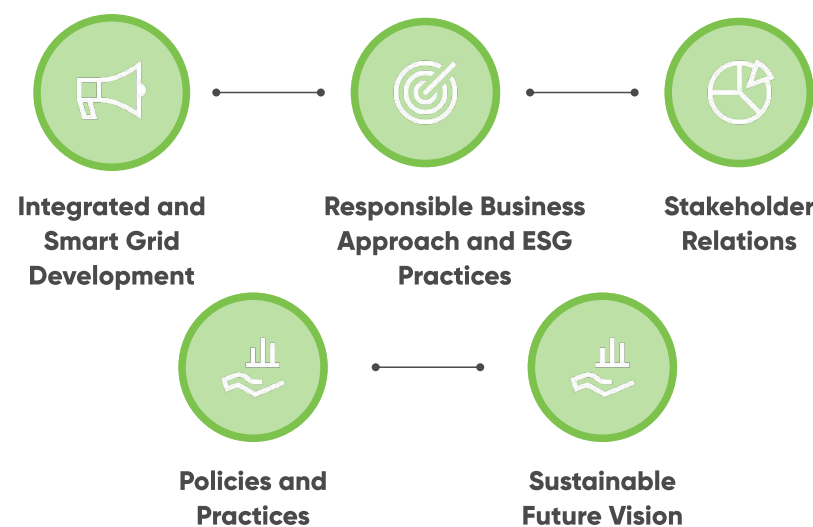 Integrated and
Smart Grid
Development
Responsible Business
Approach and ESG
Practices
Stakeholder
Relations
Policies and
Practices
Sustainable
Future Vision